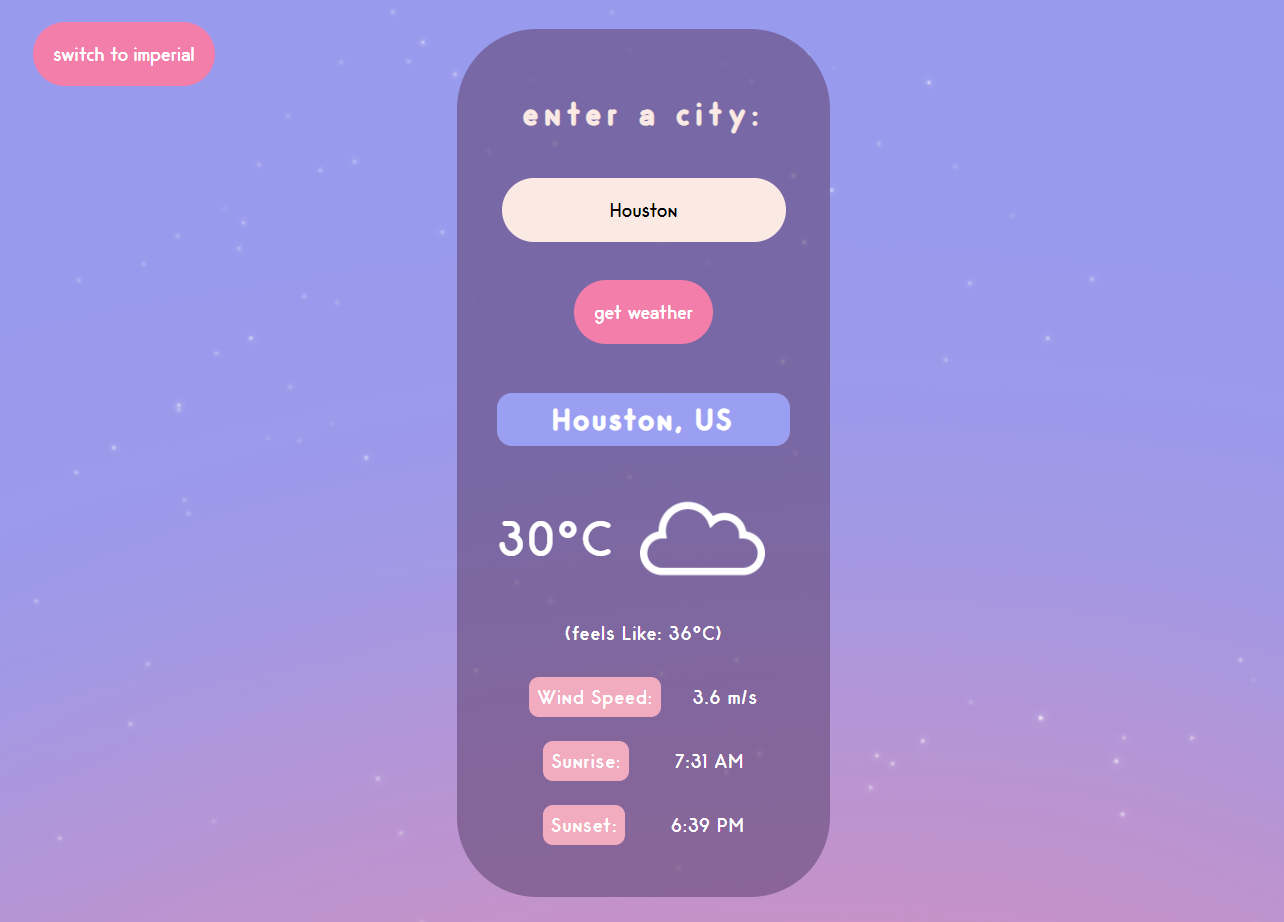 switch to imperial
enter a city:
Houston
get weather
Houston, US
30°C
(feels Like: 36°C)
Wind Speed: 3.6 m/s
Sunrise: 7:31 AM
Sunset: 6:39 PM